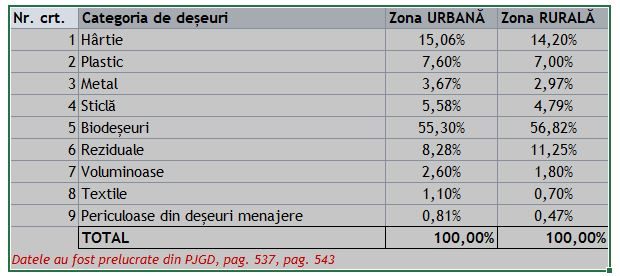 Nr. crt. Categoria de deșeuri Zona URBANĂ Zona RURALĂ
1 Hârtie 15,06% 14,20%
2 Plastic 7,60% 7,00%
3 Metal 3,67% 2,97%
4 Sticlă 5,58% 4,79%
5 Biodeșeuri 55,30% 56,82%
6 Reziduale 8,28% 11,25%
7 Voluminoase 2,60% 1,80%
8 Textile 1,10% 0,70%
9 Periculoase din deșeuri menajere 0,81% 0,47%
TOTAL 100,00% 100,00%
Datele au fost prelucrate din PJGD, pag. 537, pag. 543